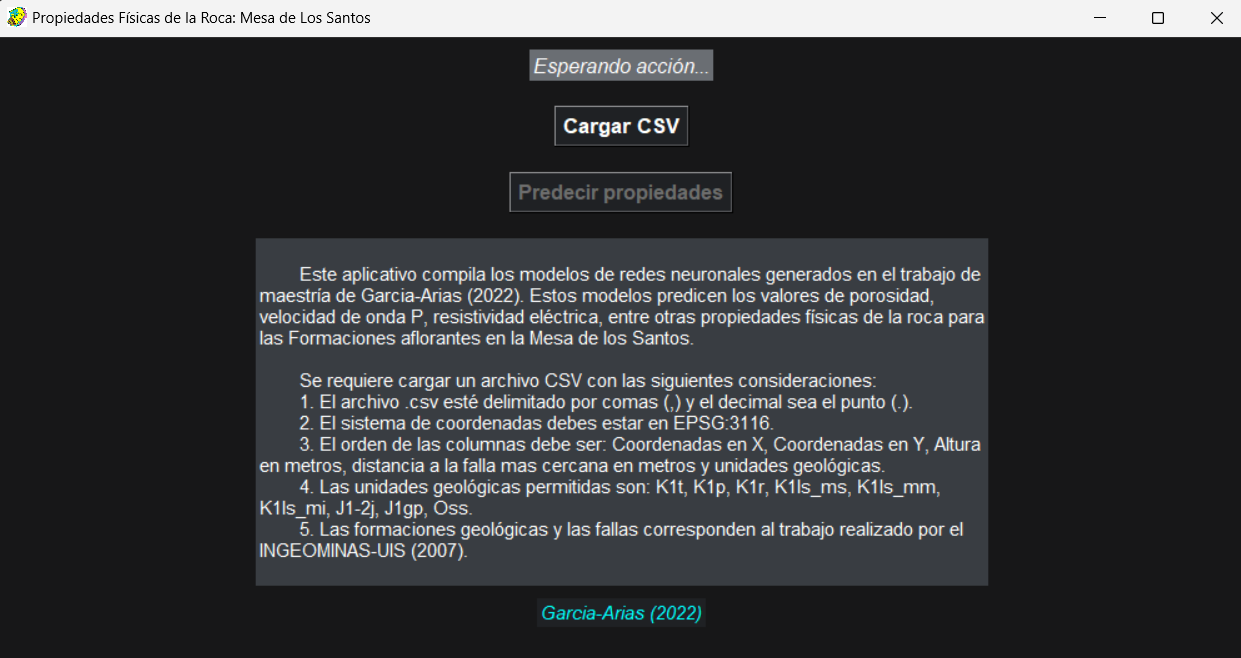 Propiedades Físicas de la Roca: Mesa de Los Santos
Esperando acción...
Cargar CSV
Predecir propiedades
Este aplicativo compila los modelos de redes neuronales generados en el trabajo de
maestría de Garcia-Arias (2022). Estos modelos predicen los valores de porosidad,
velocidad de onda P, resistividad eléctrica, entre otras propiedades físicas de la roca para
las Formaciones aflorantes en la Mesa de los Santos.
Se requiere cargar un archivo CSV con las siguientes consideraciones:
1. El archivo .csv esté delimitado por comas (,) y el decimal sea el punto (.).
2. El sistema de coordenadas debes estar en EPSG:3116.
3. El orden de las columnas debe ser: Coordenadas en X, Coordenadas en Y, Altura
en metros, distancia a la falla mas cercana en metros y unidades geológicas.
4. Las unidades geológicas permitidas son: K1t, K1p, K1r, K1ls_ms, K1ls_mm,
K1ls_mi, J1-2j, J1gp, Oss.
5. Las formaciones geológicas y las fallas corresponden al trabajo realizado por el
INGEOMINAS-UIS (2007).
Garcia-Arias (2022)